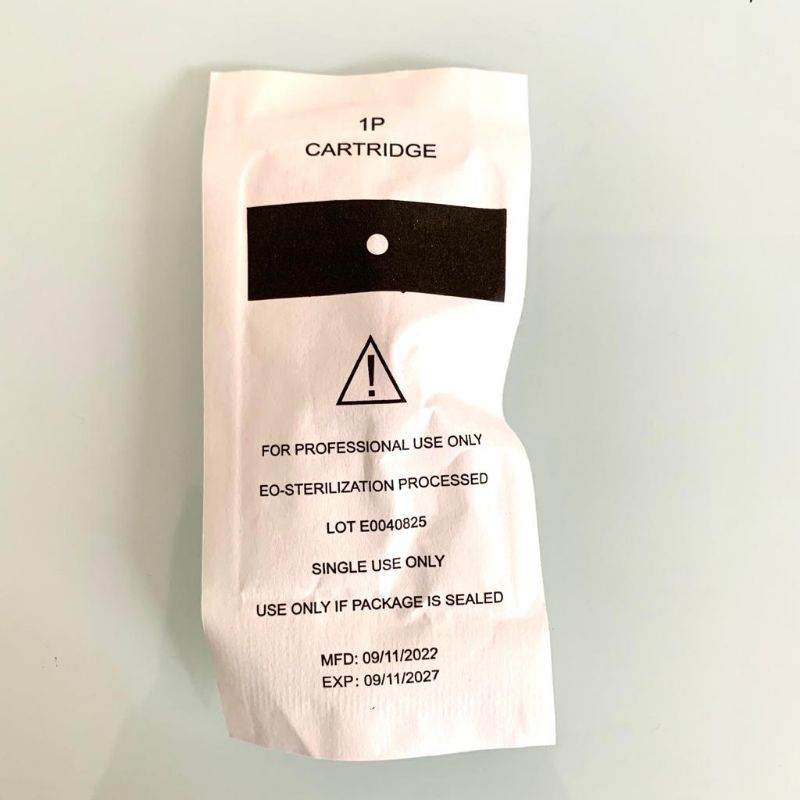 1P
CARTRIDGE
FOR PROFESSIONAL USE ONLY
EO-STERILIZATION PROCESSED
LOT E0040825
SINGLE USE ONLY
USE ONLY IF PACKAGE IS SEALED
MFD: 09/11/2022
EXP: 09/11/2027